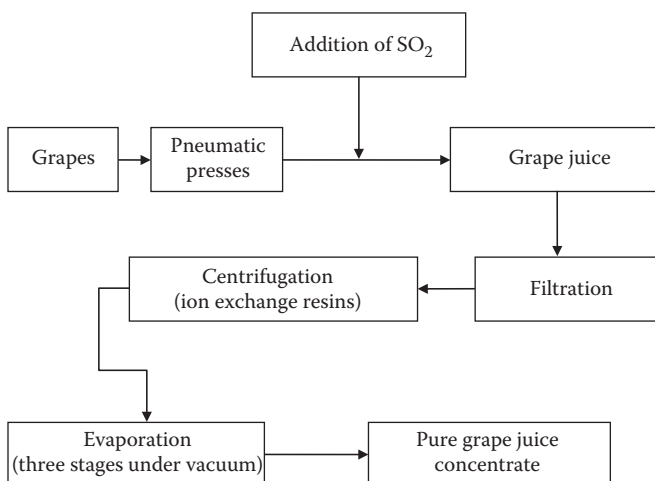 Addition of SO2
Grapes
Pneumatic
presses
Grape juice
Centrifugation
(ion exchange resins)
Filtration
Evaporation
(three stages under vacuum)
Pure grape juice
concentrate